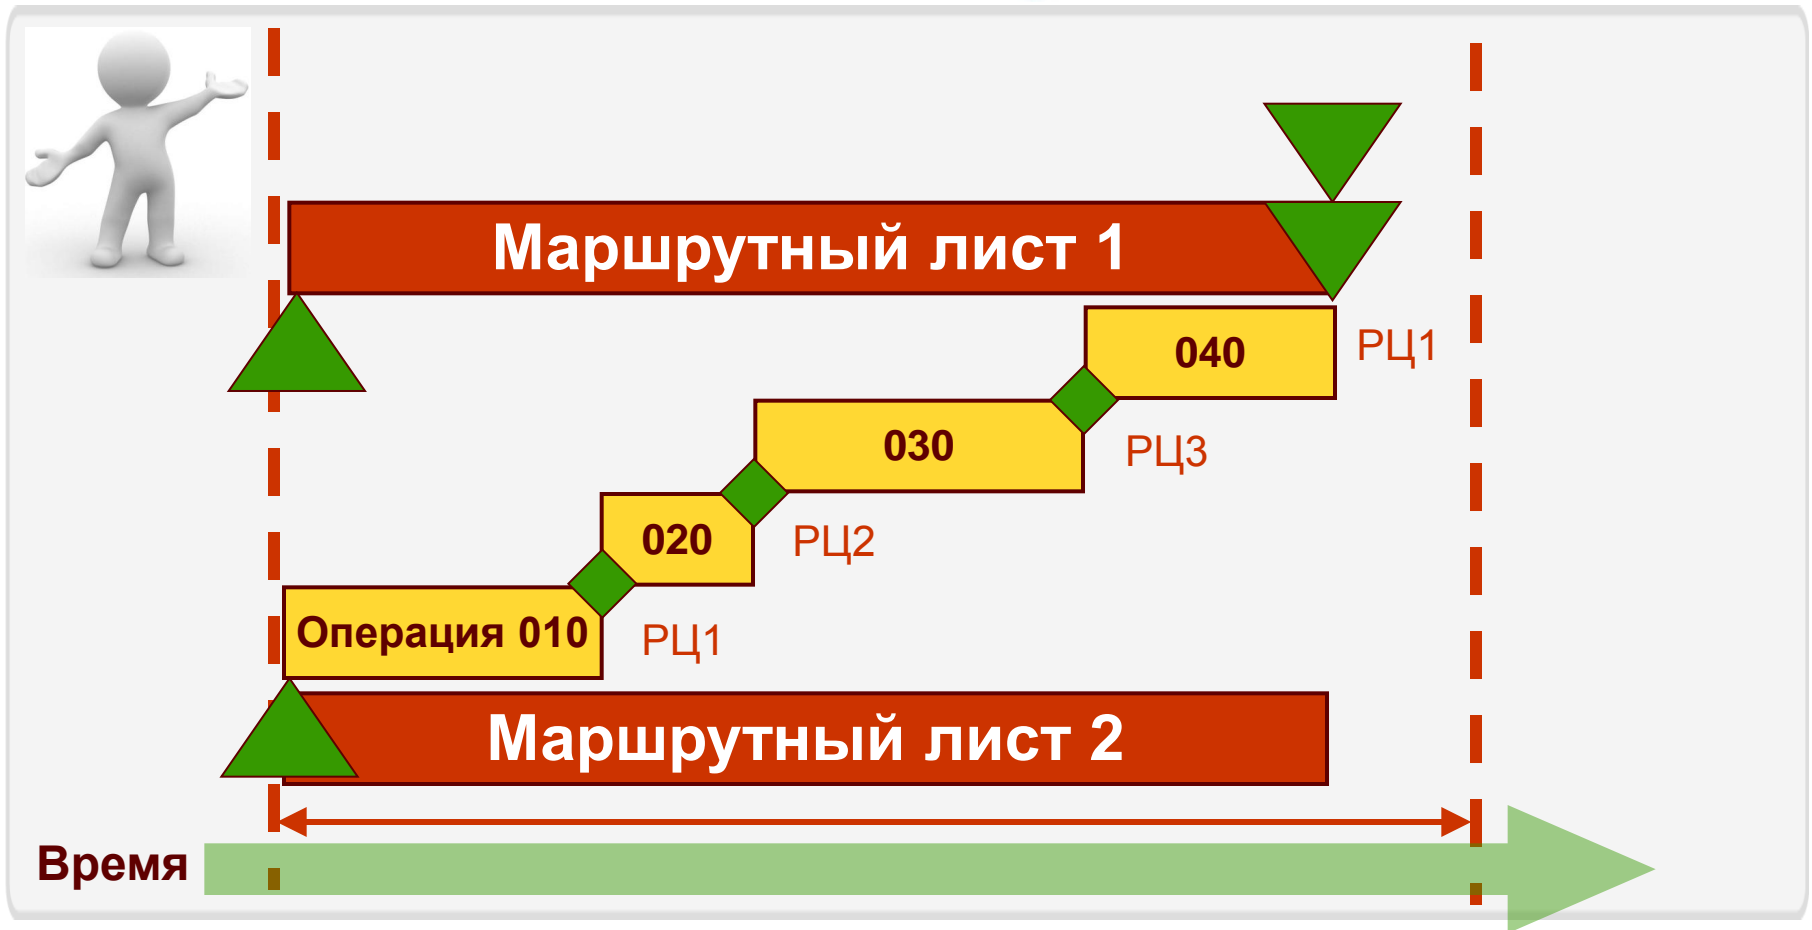 Маршрутный лист 1
040
РЦ1
030
РЦ3
020
РЦ2
Операция 010
РЦ1
Маршрутный лист 2
Время